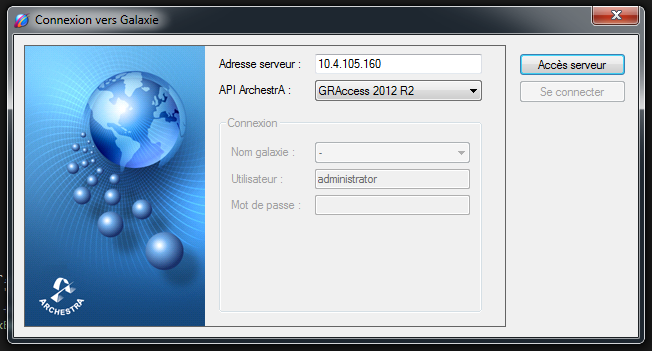 Connexion vers Galaxie
Adresse serveur : 10.4.105.160
Accès serveur
API ArchestrA : GRAccess 2012 R2
Se connecter
Connexion
Nom galaxie : -
Utilisateur : administrator
Mot de passe :
ARCHESTRA